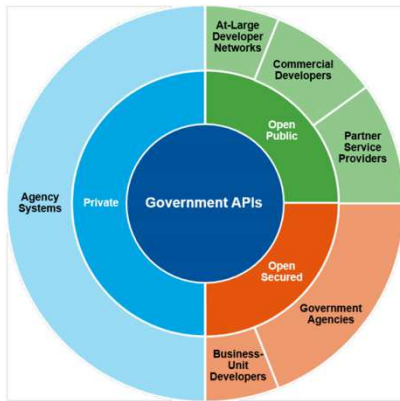 At-Large
Developer
Networks
Commercial
Developers
Open
Public
Partner
Service
Providers
Agency
Systems
Private
Government APIs
Open
Secured
Government
Agencies
Business-
Unit
Developers